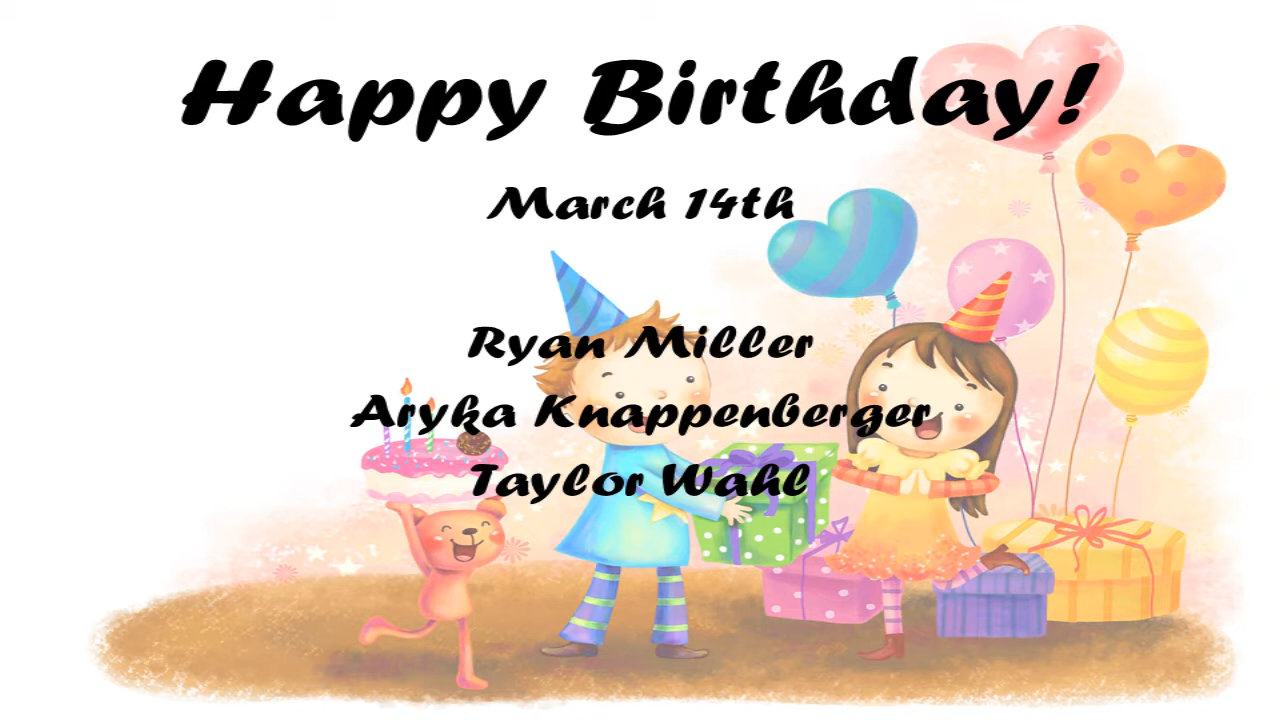 Happy Birthday!
March 14th
Ryan Miller
Aryka Knappenberger
Taylor Wahl